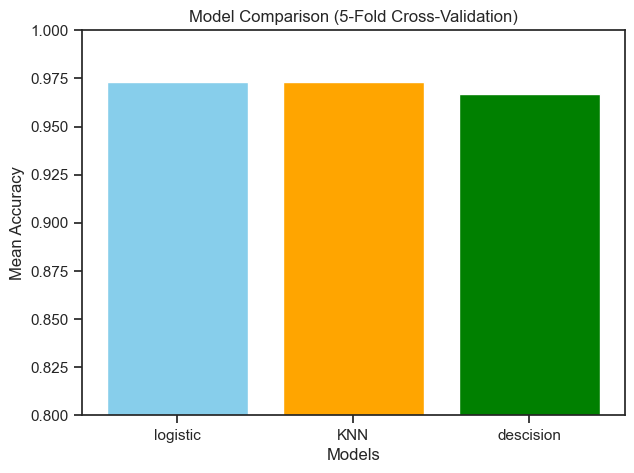 Model Comparison (5-Fold Cross-Validation)
1.000
0.975
0.950
0.925
0.900
0.875
0.850
0.825
0.800
Mean Accuracy
logistic KNN descision
Models